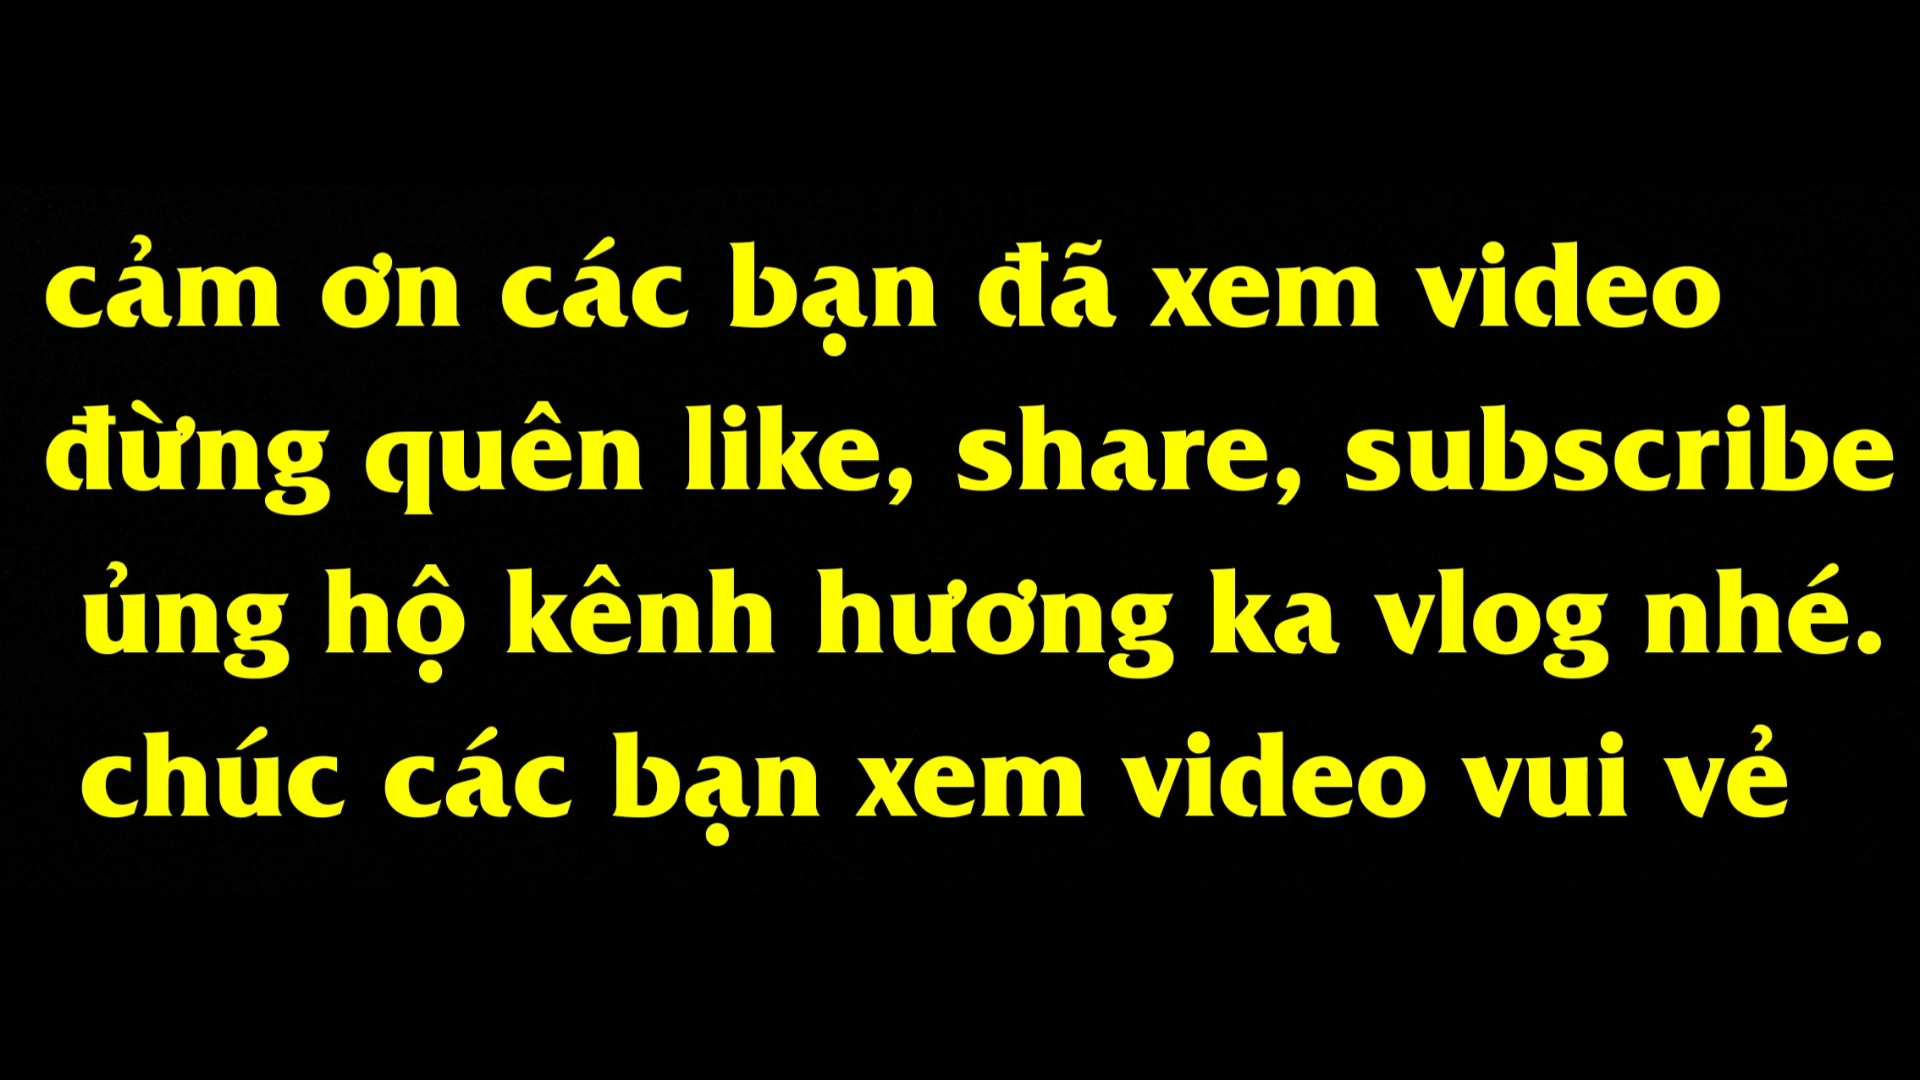 cảm ơn các bạn đã xem video
đừng quên like, share, subscribe
ủng hộ kênh hương ka vlog nhé.
chúc các bạn xem video vui vẻ